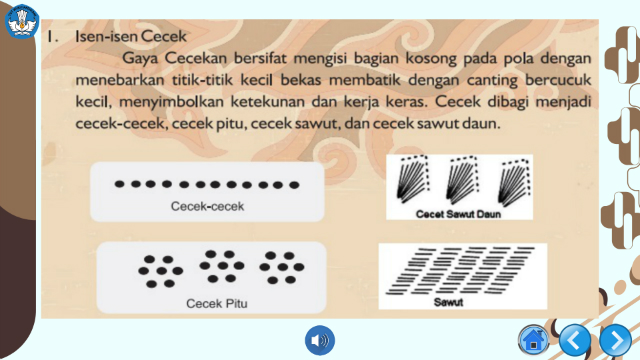 1. Isen-isen Cecek
Gaya Cecekan bersifat mengisi bagian kosong pada pola dengan
menebarkan titik-titik kecil bekas membatik dengan canting bercucuk
kecil, menyimbolkan ketekunan dan kerja keras. Cecek dibagi menjadi
cecek-cecek, cecek pitu, cecek sawut, dan cecek sawut daun.
Cecek-cecek
Cecet Sawut Daun
Cecek Pitu
Sawut